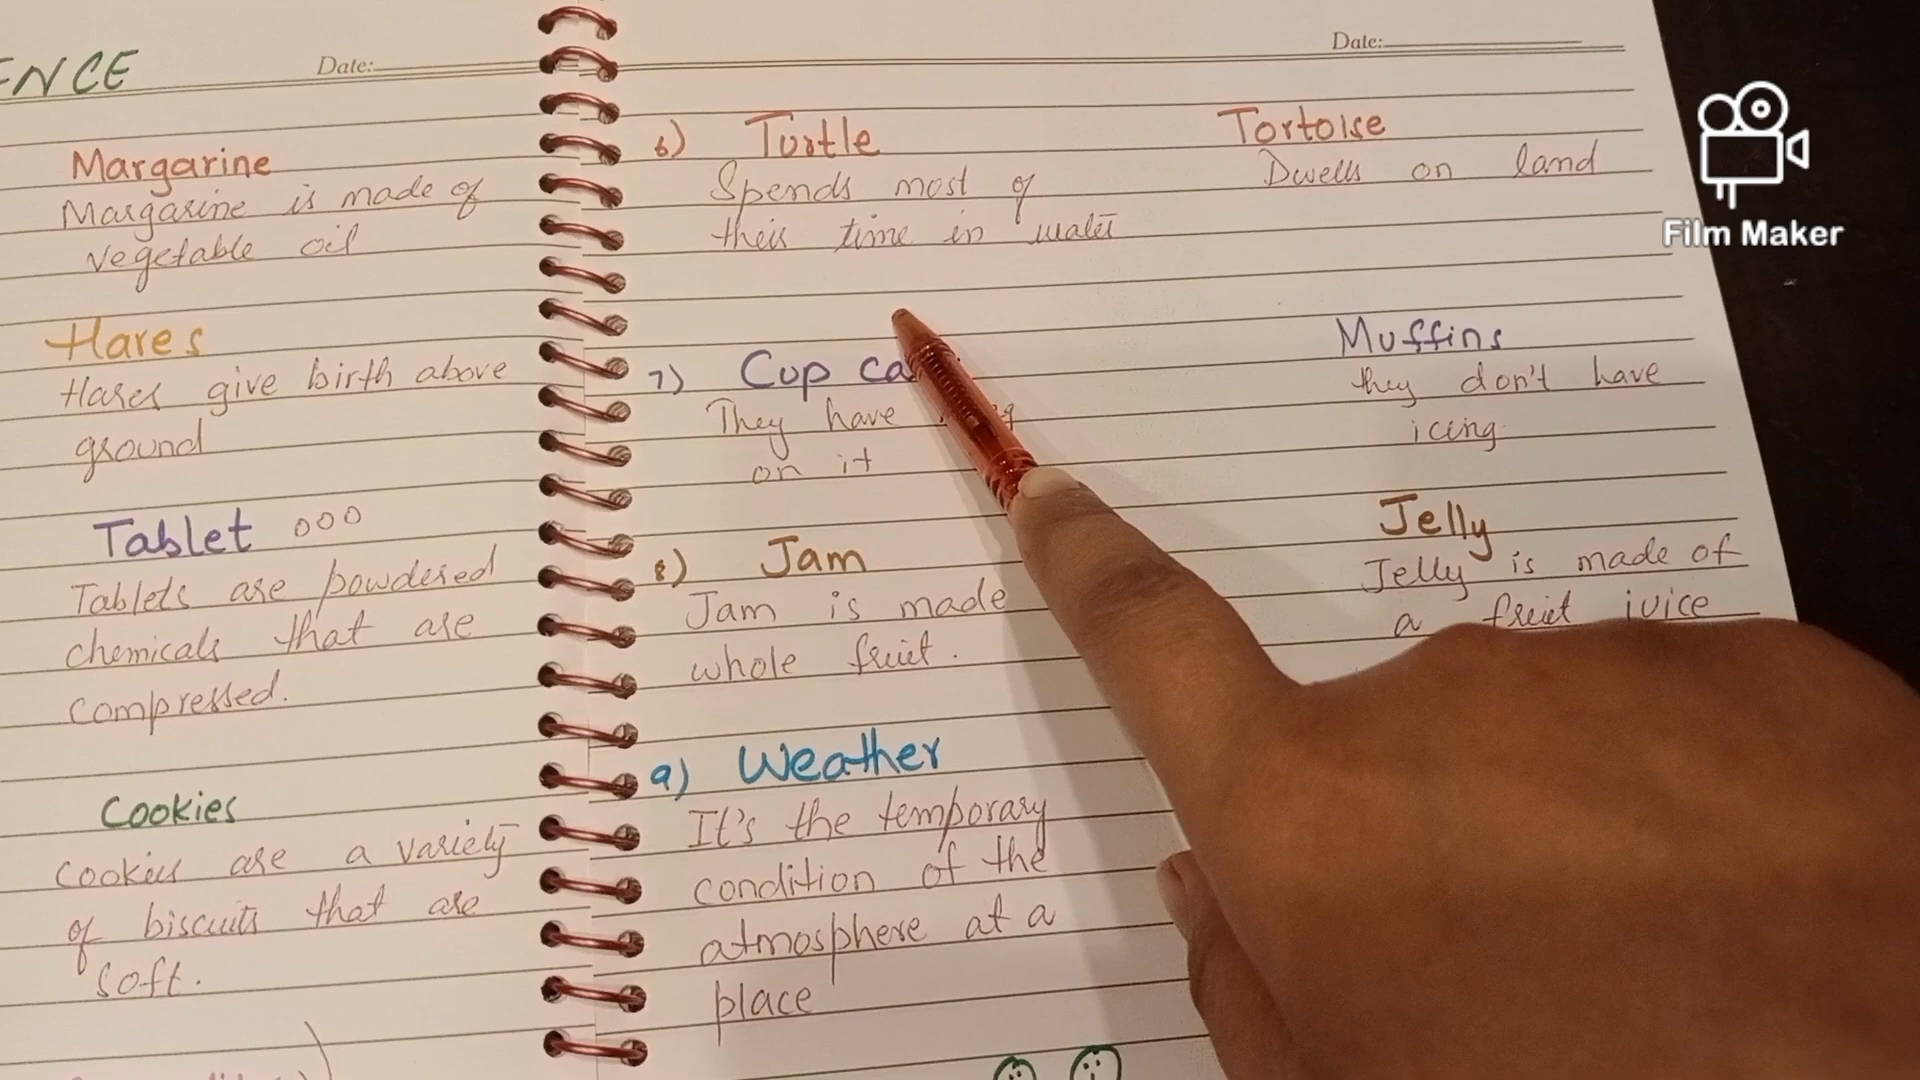 ENCE
Date:
Margarine
Margarine is made of
vegetable oil
Hares
Hares give birth above
ground
Tablet ooo
Tablets are powdered
chemicals that are
compressed.
Cookies
Cookies are a variety
of biscuits that are
soft.
Date:
6) Turtle
Spends most of
their time in water
Tortoise
Dwells on land
7) Cup ca
They have
on it
Muffins
they don't have
icing
8) Jam
Jam is made
whole fruit.
Jelly
Jelly is made of
a fruit juice
9) Weather
It's the temporary
condition of the
atmosphere at a
place
Film Maker